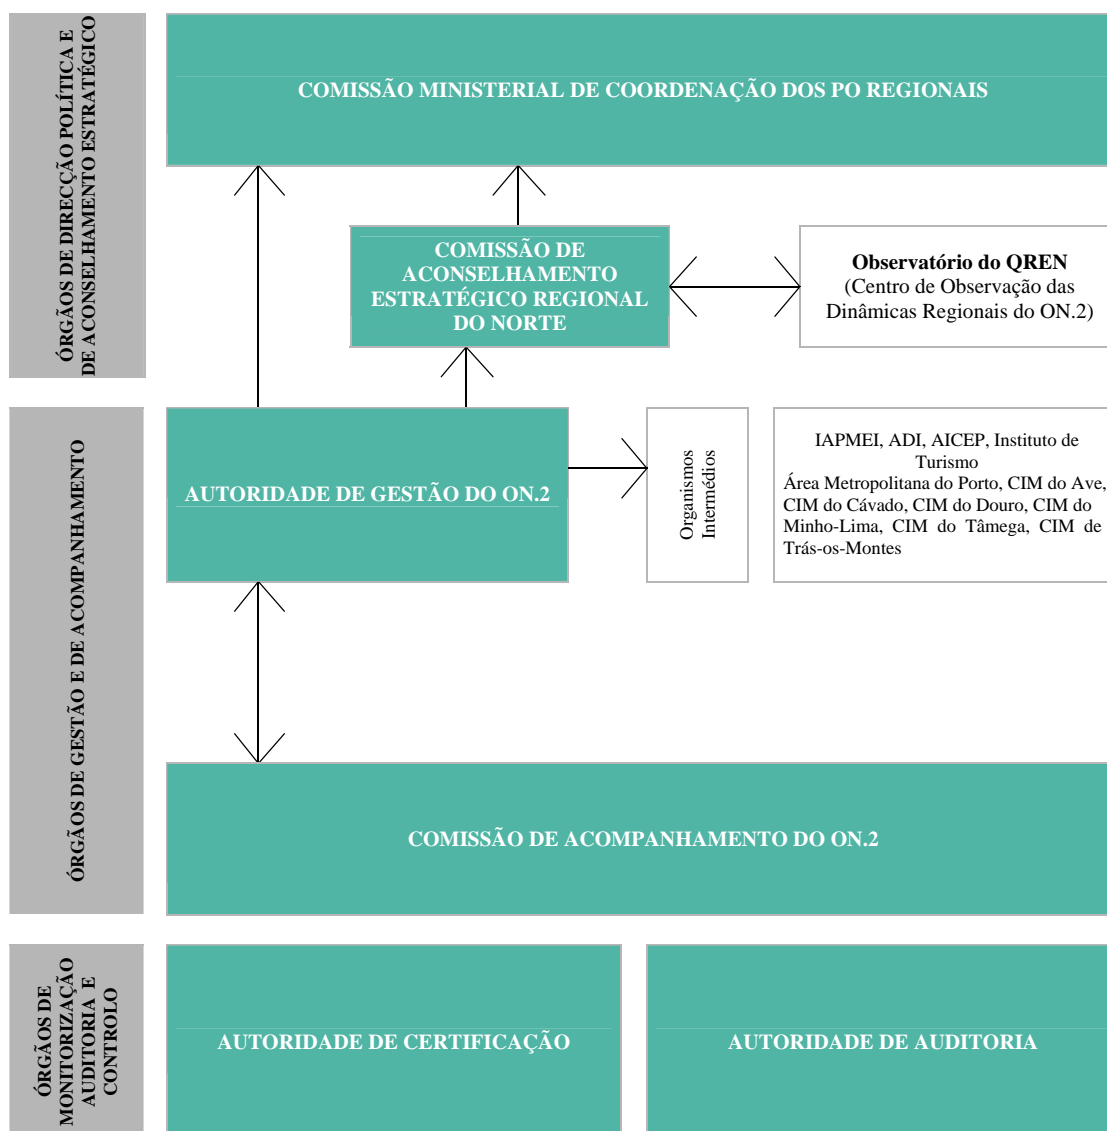 ÓRGÃOS DE DIRECÇÃO POLÍTICA E
DE ACONSELHAMENTO ESTRATÉGICO
COMISSÃO MINISTERIAL DE COORDENAÇÃO DOS PO REGIONAIS
COMISSÃO DE
ACONSELHAMENTO
ESTRATÉGICO REGIONAL
DO NORTE
Observatório do QREN
(Centro de Observação das
Dinâmicas Regionais do ON.2)
ÓRGÃOS DE GESTÃO E DE ACOMPANHAMENTO
AUTORIDADE DE GESTÃO DO ON.2
Organismos
Intermédios
IAPMEI, ADI, AICEP, Instituto de
Turismo
Área Metropolitana do Porto, CIM do Ave,
CIM do Cávado, CIM do Douro, CIM do
Minho-Lima, CIM do Tâmega, CIM de
Trás-os-Montes
COMISSÃO DE ACOMPANHAMENTO DO ON.2
ÓRGÃOS DE
MONITORIZAÇÃO
AUDITORIA E
CONTROLO
AUTORIDADE DE CERTIFICAÇÃO
AUTORIDADE DE AUDITORIA